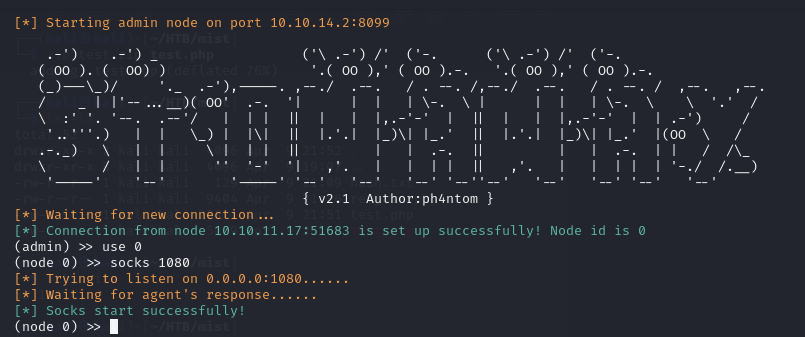 [*] Starting admin node on port 10.10.14.2:8099
{ v2.1  Author:ph4ntom }
[*] Waiting for new connection...
[*] Connection from node 10.10.11.17:51683 is set up successfully! Node id is 0
(admin) >> use 0
(node 0) >> socks 1080
[*] Trying to listen on 0.0.0.0:1080......
[*] Waiting for agent's response......
[*] Socks start successfully!
(node 0) >>